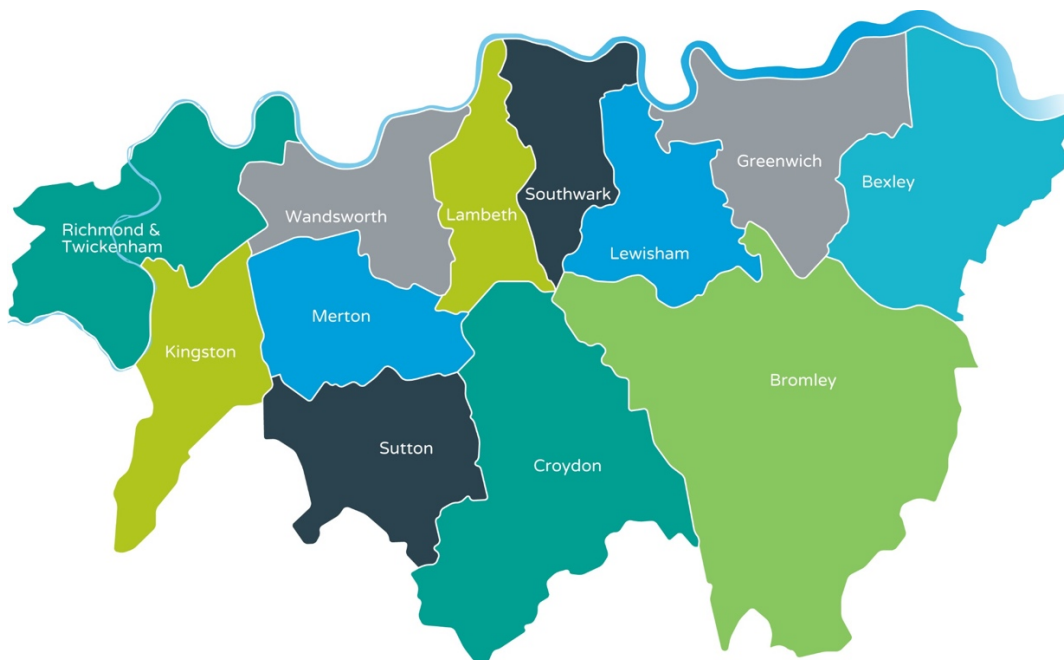 Richmond &
Twickenham
Wandsworth
Lambeth
Southwark
Lewisham
Greenwich
Bexley
Kingston
Merton
Sutton
Croydon
Bromley